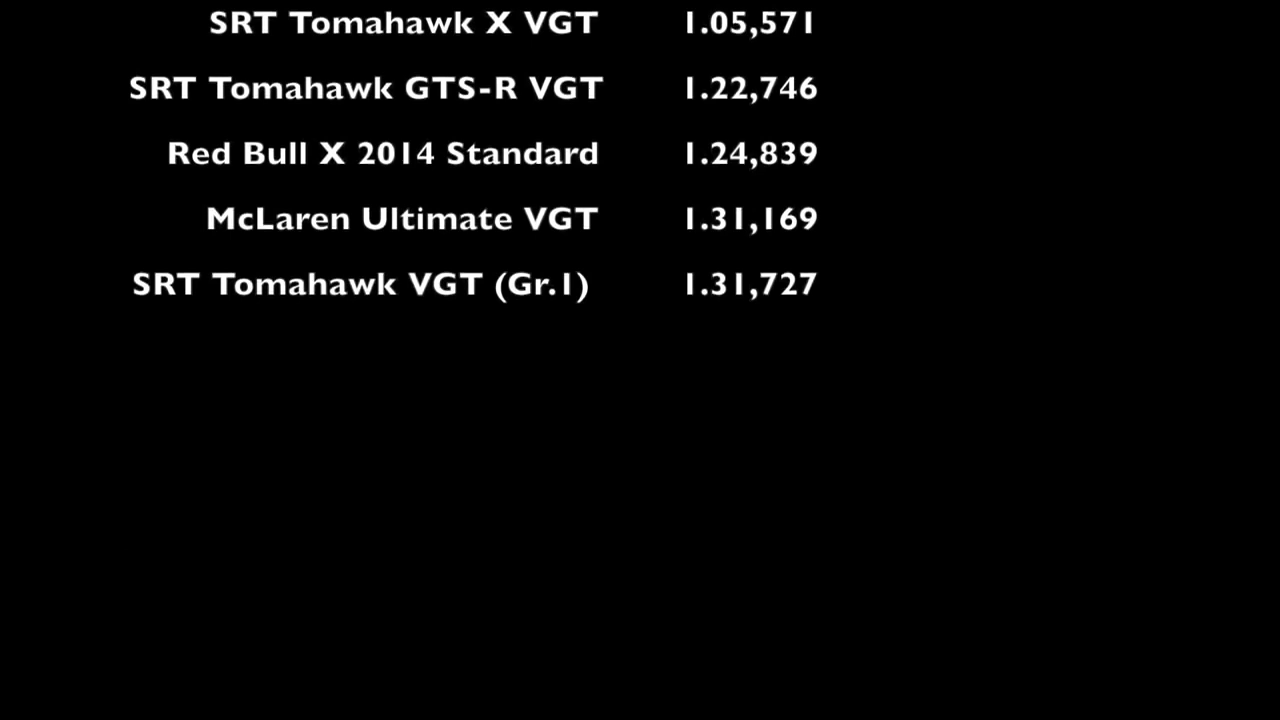 SRT Tomahawk X VGT 1.05,571
SRT Tomahawk GTS-R VGT 1.22,746
Red Bull X 2014 Standard 1.24,839
McLaren Ultimate VGT 1.31,169
SRT Tomahawk VGT (Gr.1) 1.31,727